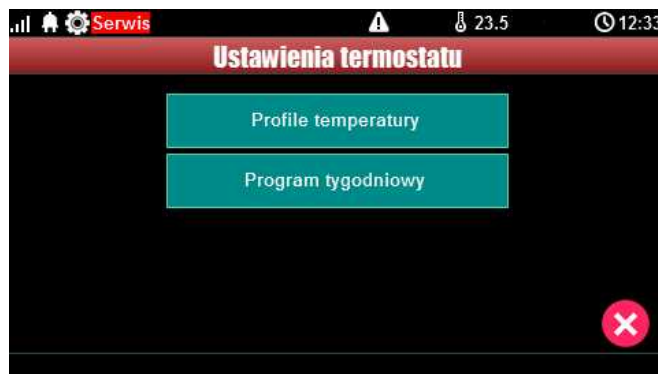 Serwis 23.5 12:33
Ustawienia termostatu
Profile temperatury
Program tygodniowy